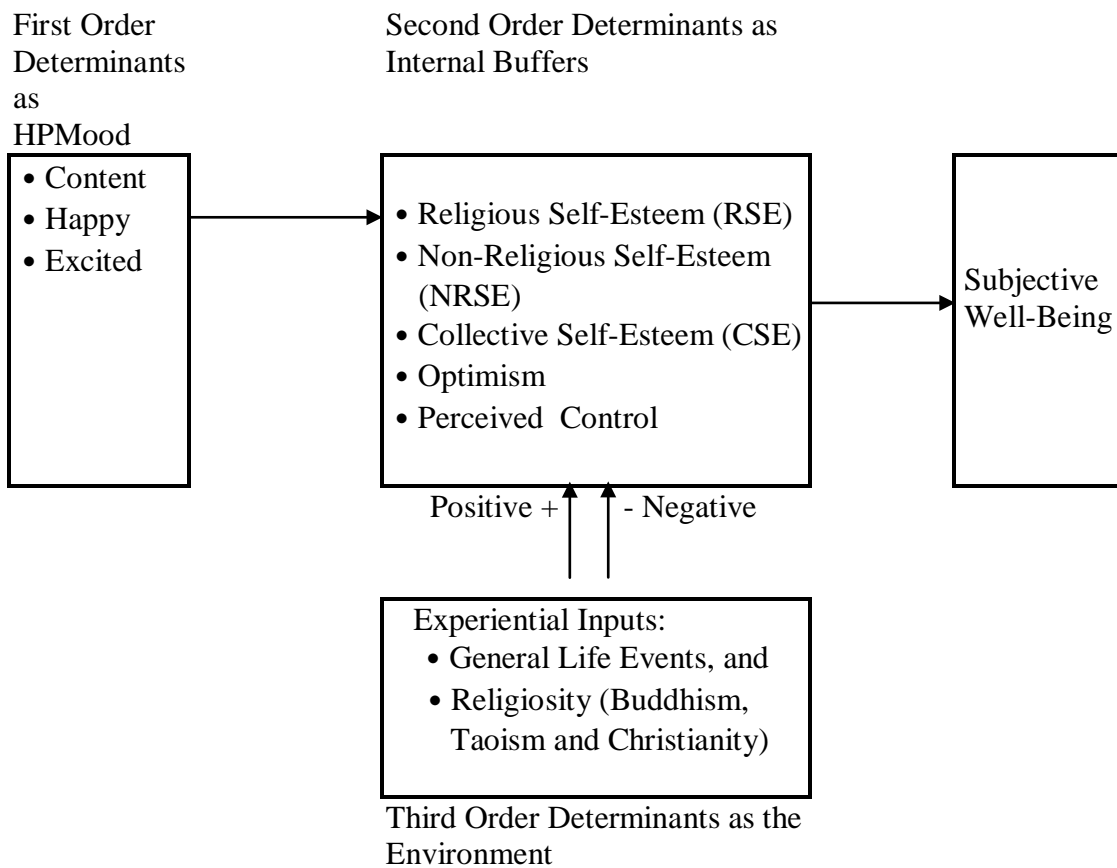 First Order
Determinants
as
HPMood
• Content
• Happy
• Excited
Second Order Determinants as
Internal Buffers
• Religious Self-Esteem (RSE)
• Non-Religious Self-Esteem
(NRSE)
• Collective Self-Esteem (CSE)
• Optimism
• Perceived Control
Subjective
Well-Being
Positive +
- Negative
Experiential Inputs:
• General Life Events, and
• Religiosity (Buddhism,
Taoism and Christianity)
Third Order Determinants as the
Environment